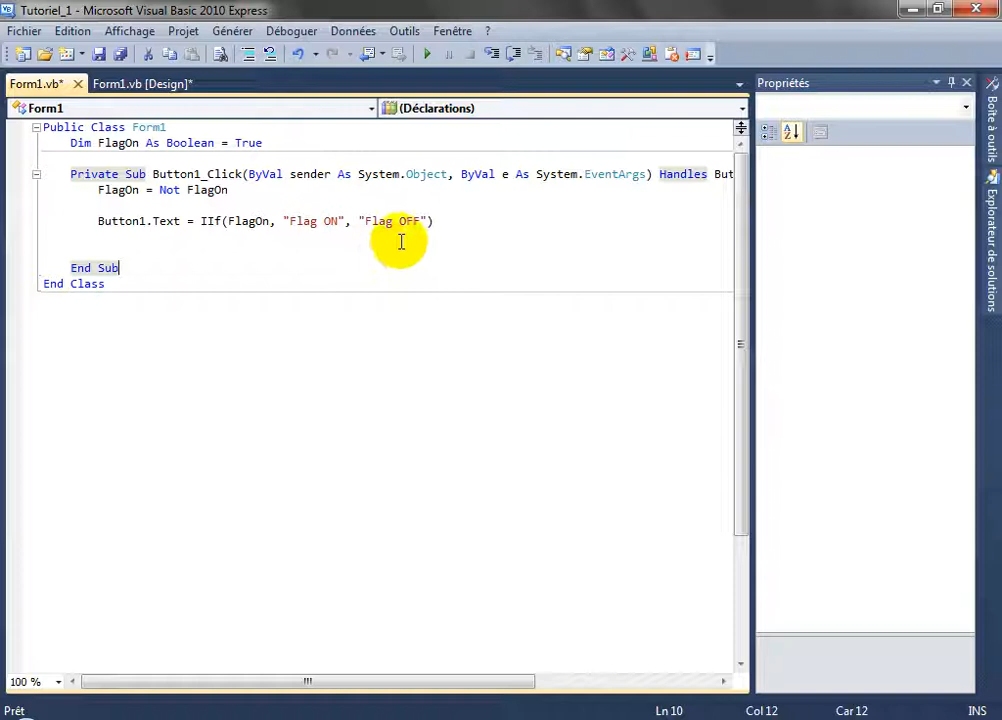 Tutoriel_1 - Microsoft Visual Basic 2010 Express
Fichier Edition Affichage Projet Générer Déboguer Données Outils Fenêtre ?
Form1.vb* Form1.vb [Design]*
Form1 (Déclarations)
Public Class Form1
Dim FlagOn As Boolean = True
Private Sub Button1_Click(ByVal sender As System.Object, ByVal e As System.EventArgs) Handles But
FlagOn = Not FlagOn
Button1.Text = IIf(FlagOn, "Flag ON", "Flag OFF")
End Sub
End Class
100 %
Propriétés
Boîte à outils
Explorateur de solutions
Prêt Ln 10 Col 12 Car 12 INS